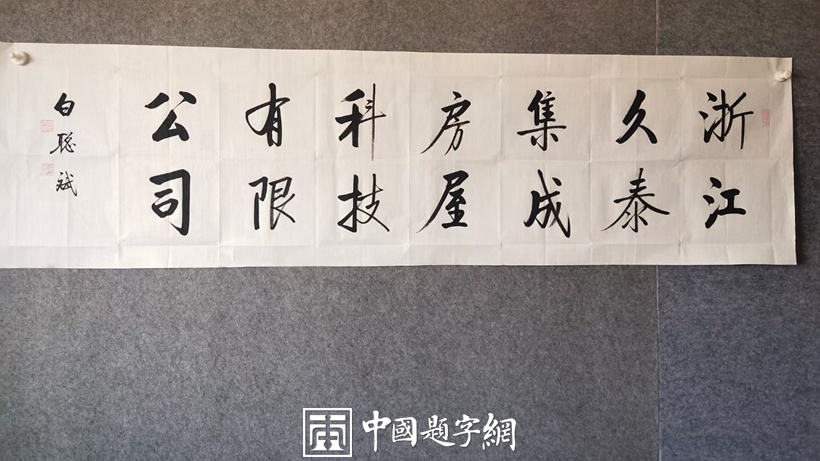 浙江
久泰
集成
房屋
科技
有限
公司
白聪斌
中國題字網